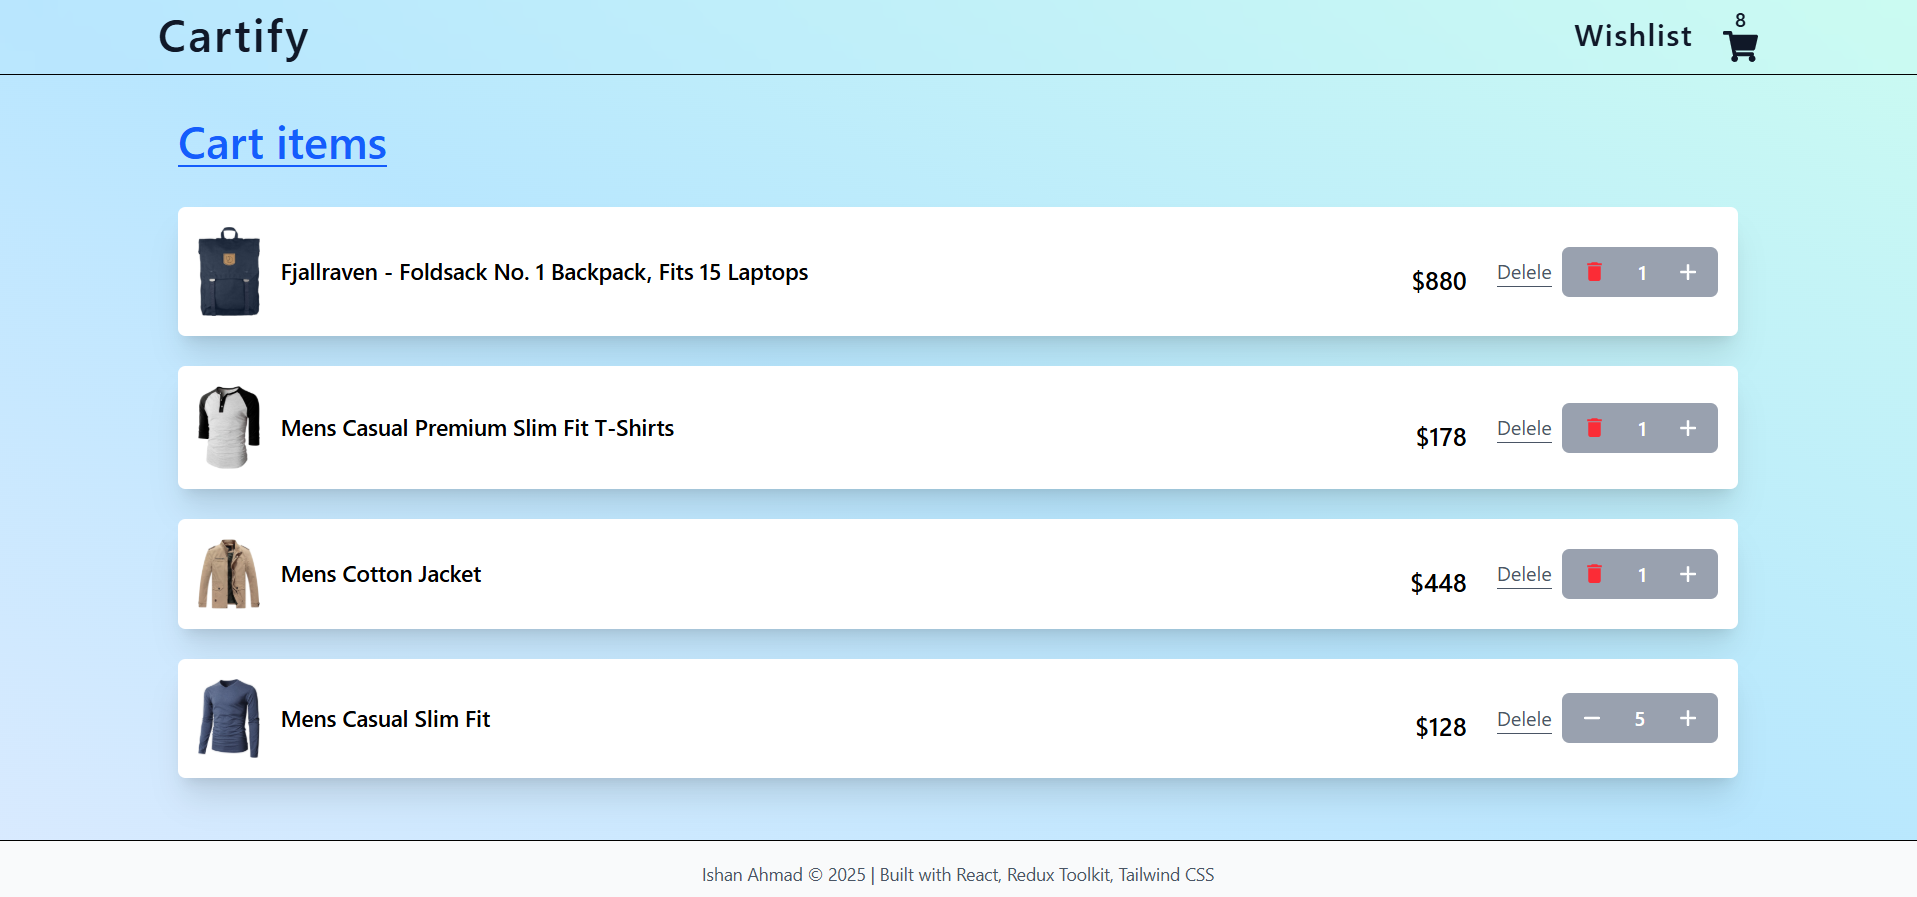 Cartify
Wishlist
8
Cart items
Fjallraven - Foldsack No. 1 Backpack, Fits 15 Laptops
$880
Delele
1
Mens Casual Premium Slim Fit T-Shirts
$178
Delele
1
Mens Cotton Jacket
$448
Delele
1
Mens Casual Slim Fit
$128
Delele
5
Ishan Ahmad © 2025 | Built with React, Redux Toolkit, Tailwind CSS